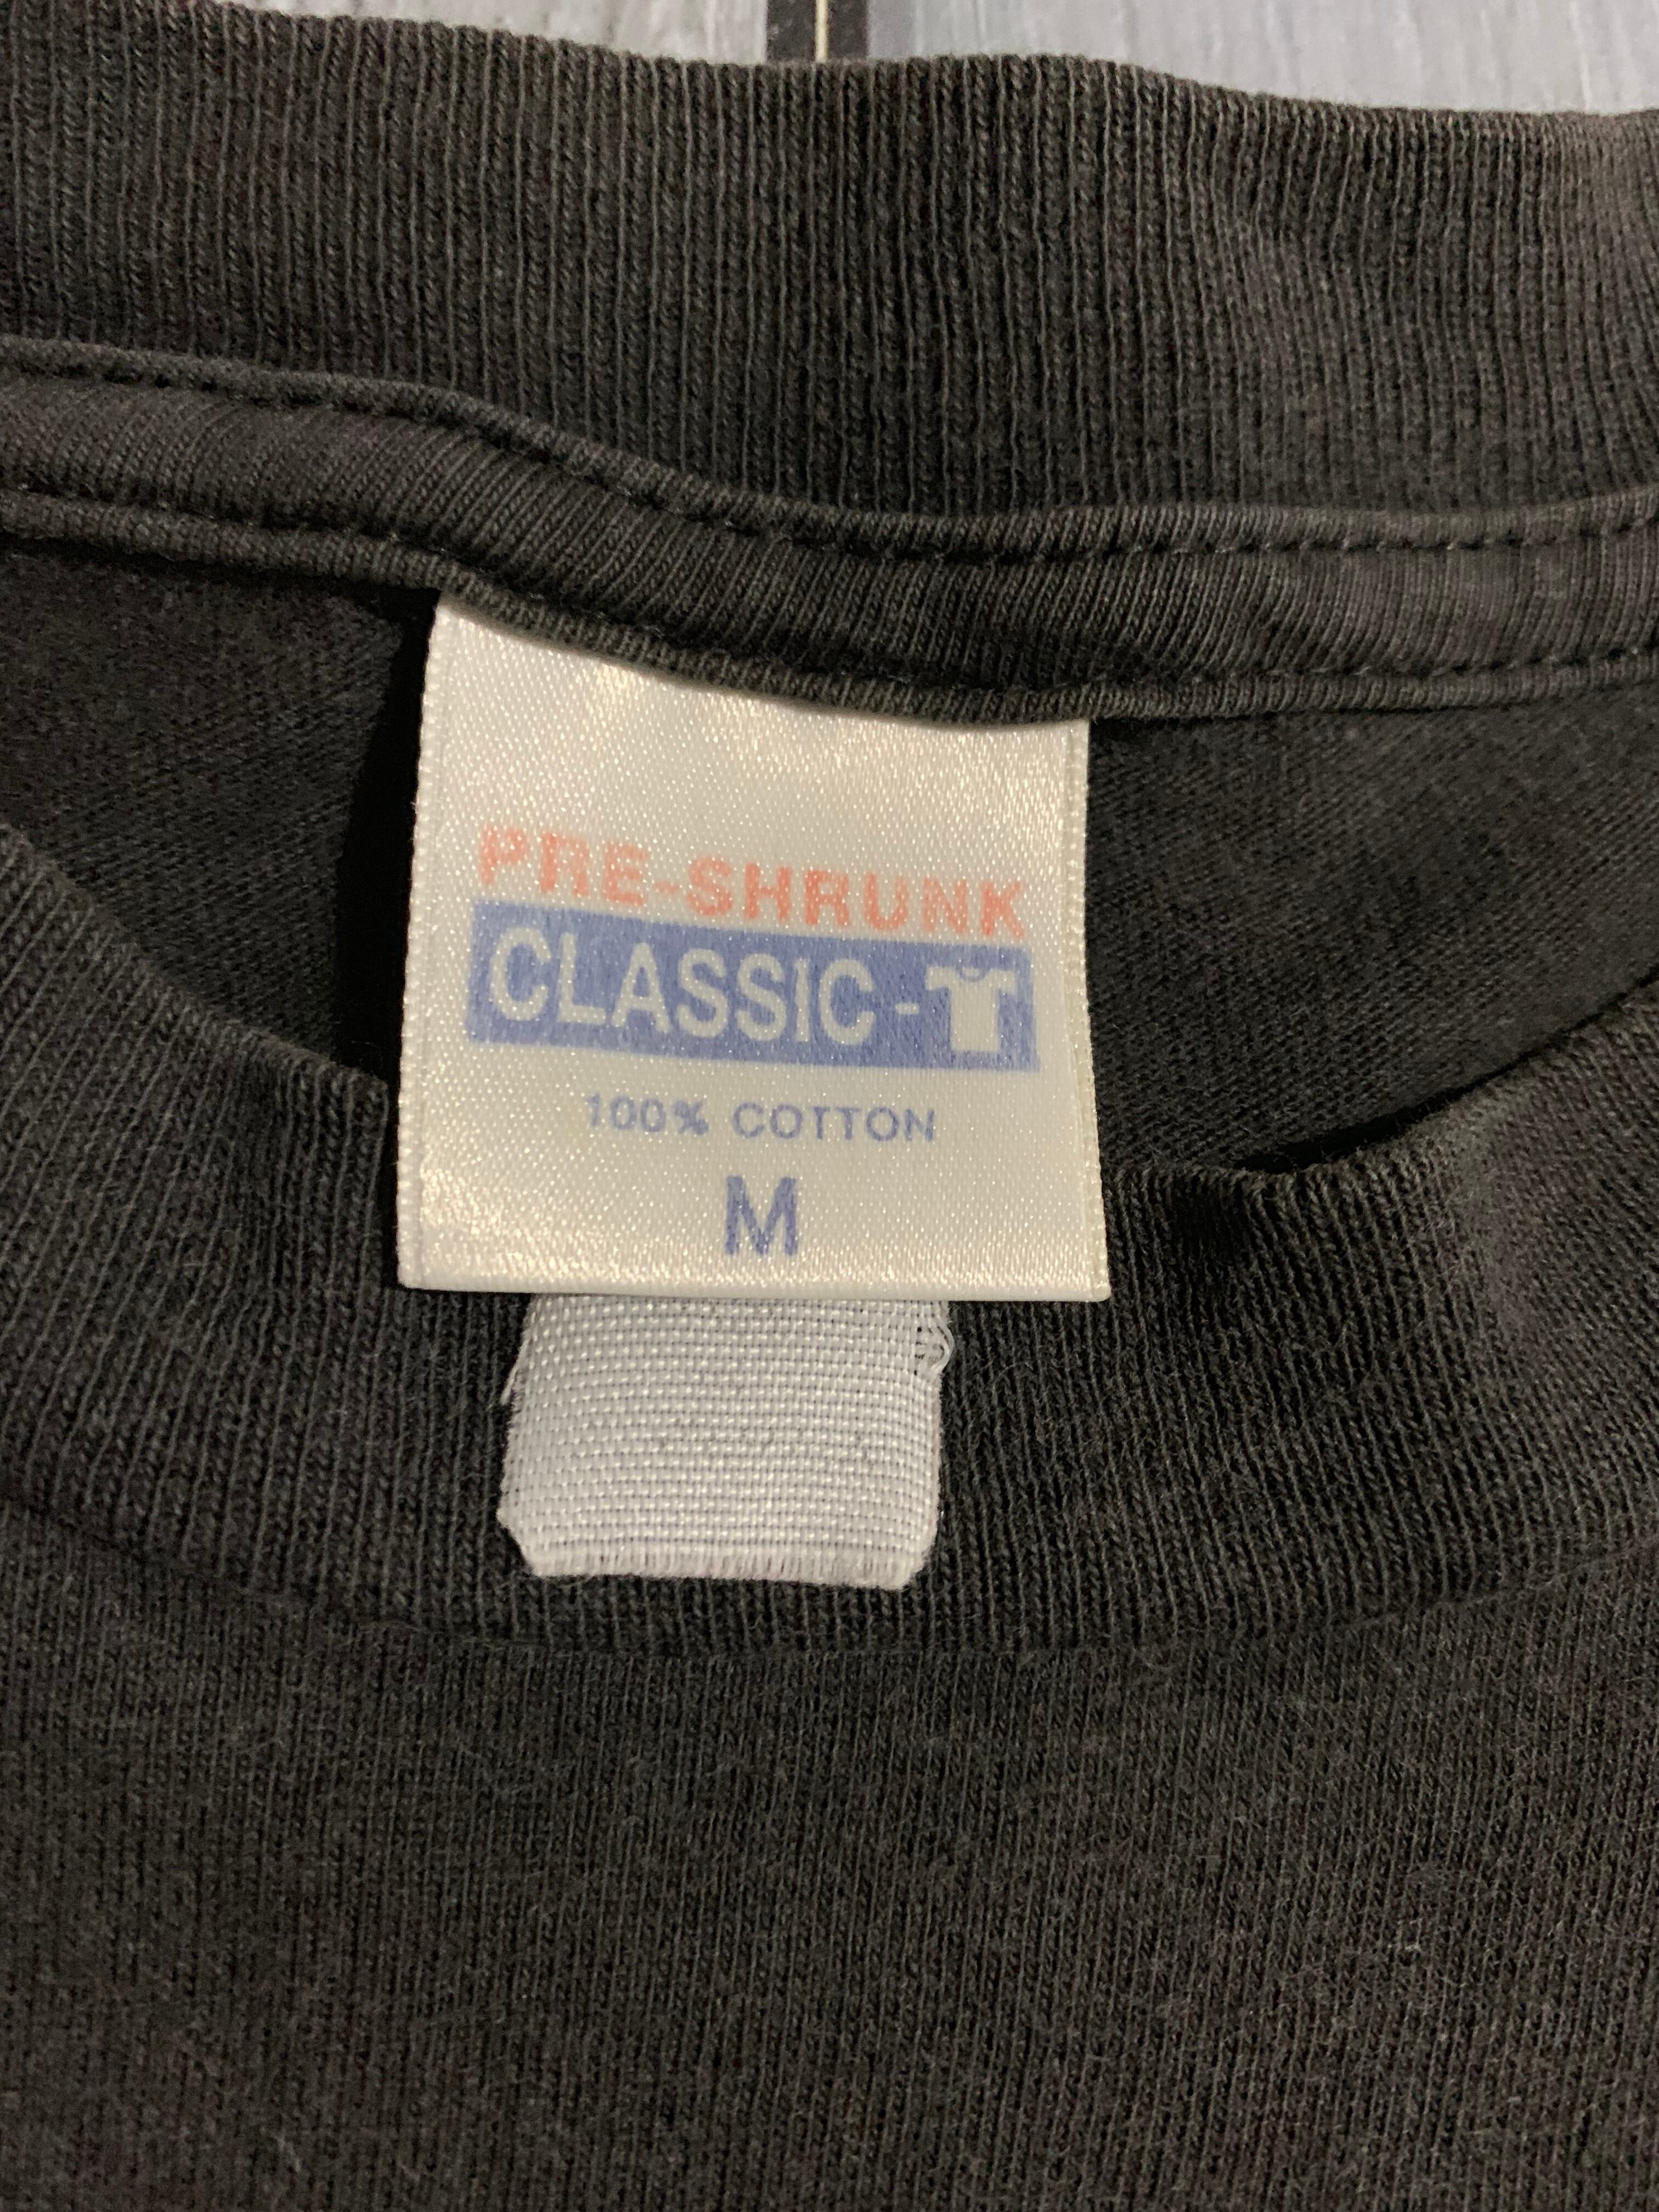 PRE-SHRUNK
CLASSIC-
100% COTTON
M